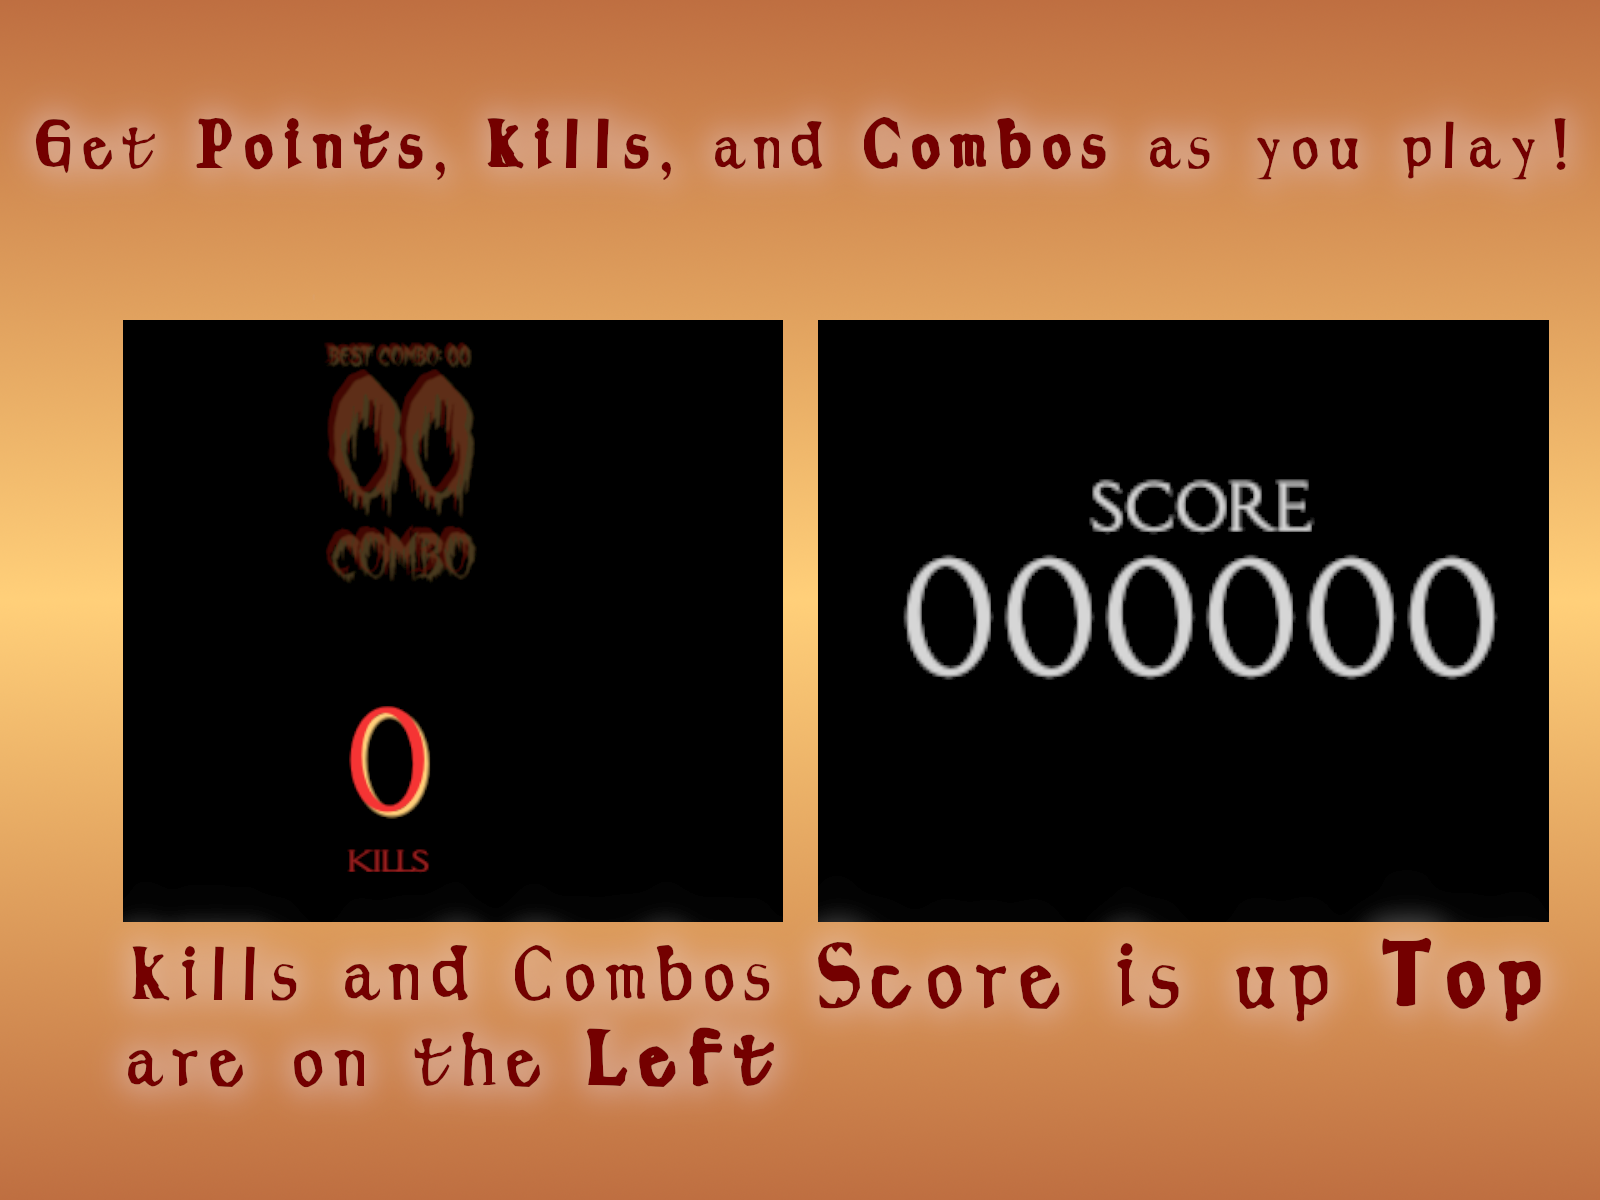 Get Points, Kills, and Combos as you play!
BEST COMBO: 00
00
COMBO
0
KILLS
SCORE
000000
Kills and Combos
are on the Left
Score is up Top